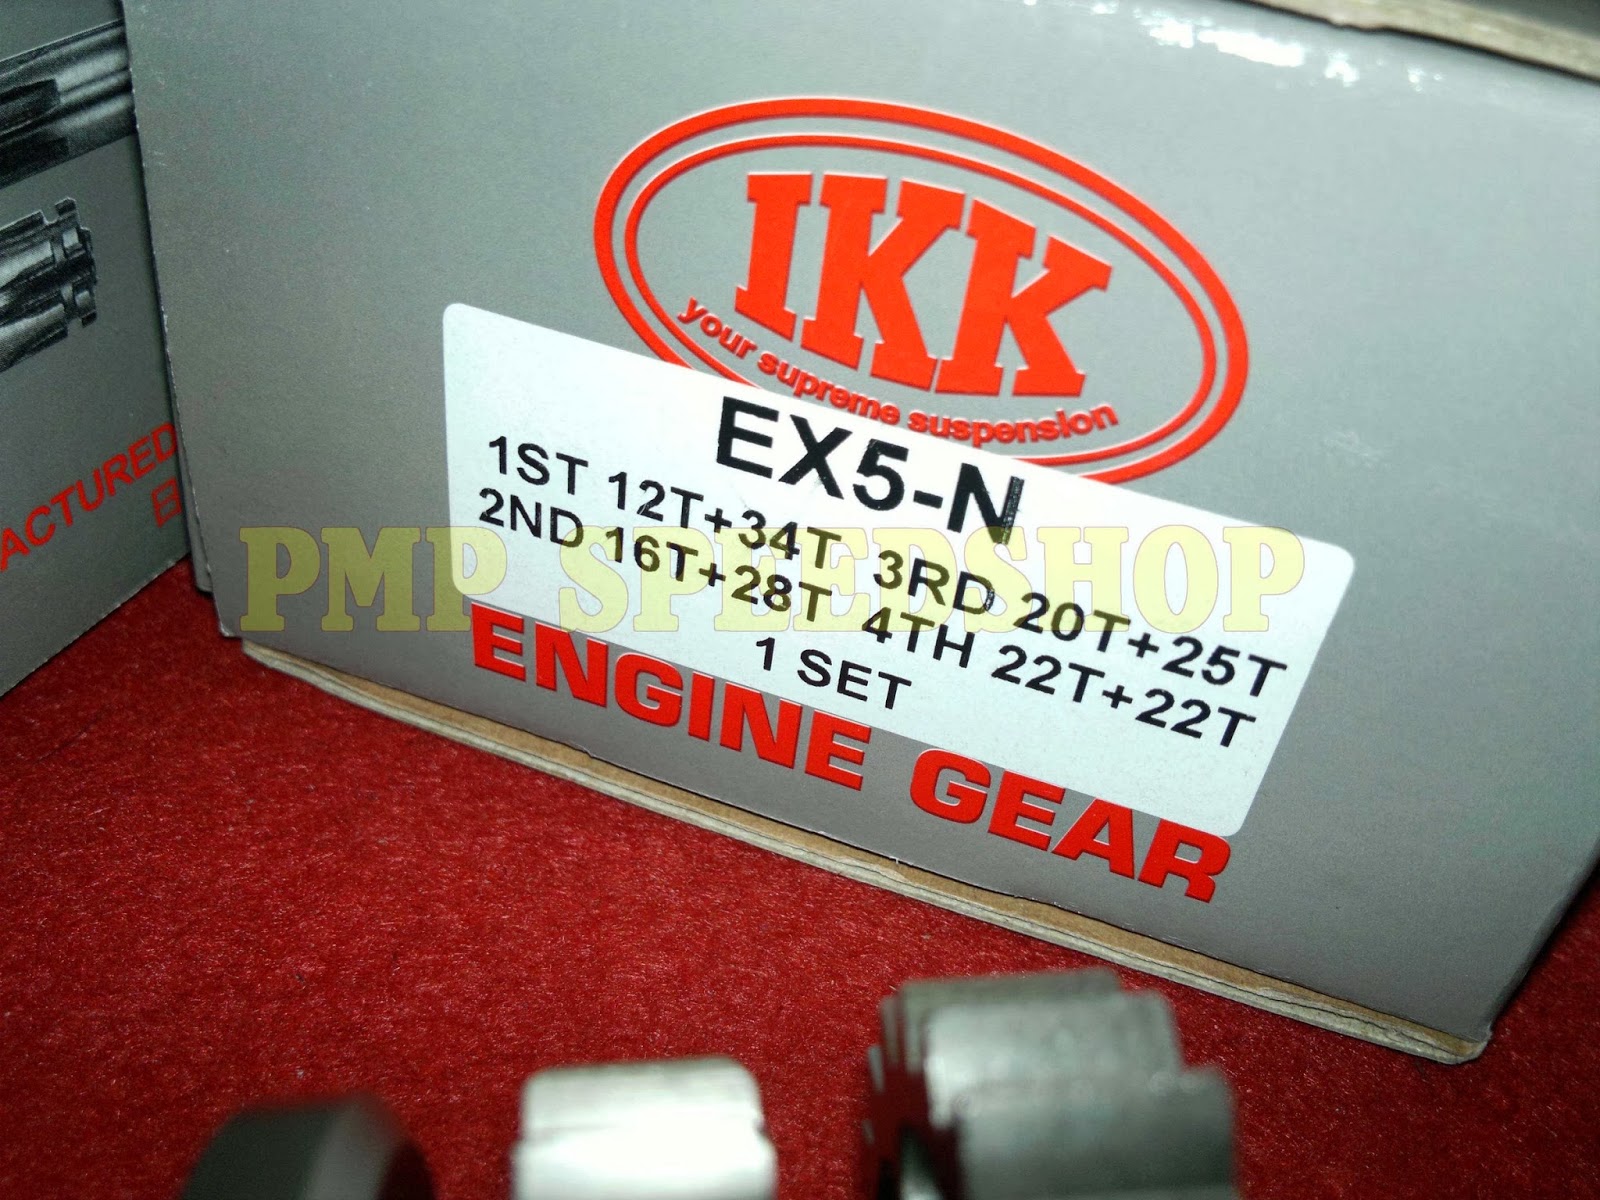 IKK
your supreme suspension
EX5-N
1ST 12T+34T 3RD 20T+25T
2ND 16T+28T 4TH 22T+22T
1 SET
ENGINE GEAR
PMP SPEEDSHOP